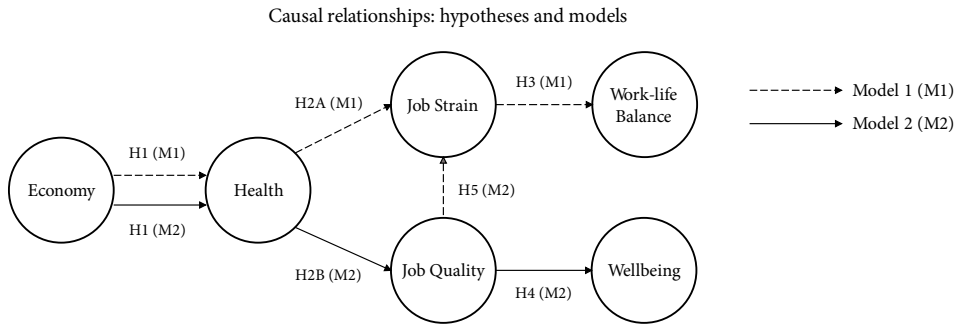 Causal relationships: hypotheses and models
Economy
H1 (M1)
H1 (M2)
Health
H2A (M1)
H2B (M2)
Job Strain
H5 (M2)
Job Quality
H3 (M1)
H4 (M2)
Work-life
Balance
Wellbeing
Model 1 (M1)
Model 2 (M2)